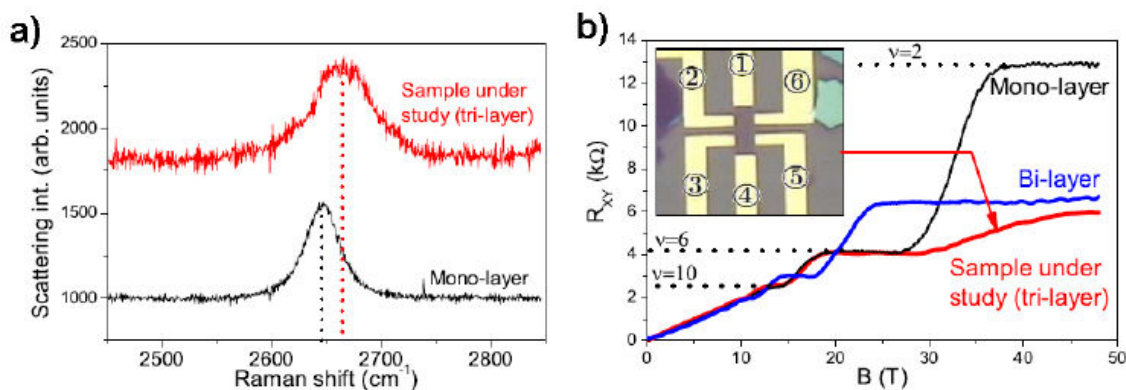 a)
2500
2000
1500
1000
Scattering int. (arb. units)
Sample under
study (tri-layer)
Mono-layer
2500
2600
2700
2800
Raman shift (cm⁻¹)
b)
14
12
10
8
6
4
2
0
R_XY (kΩ)
ν=2
Mono-layer
①
②
⑥
③
④
⑤
Bi-layer
ν=6
ν=10
Sample under
study (tri-layer)
0
10
20
30
40
50
B (T)